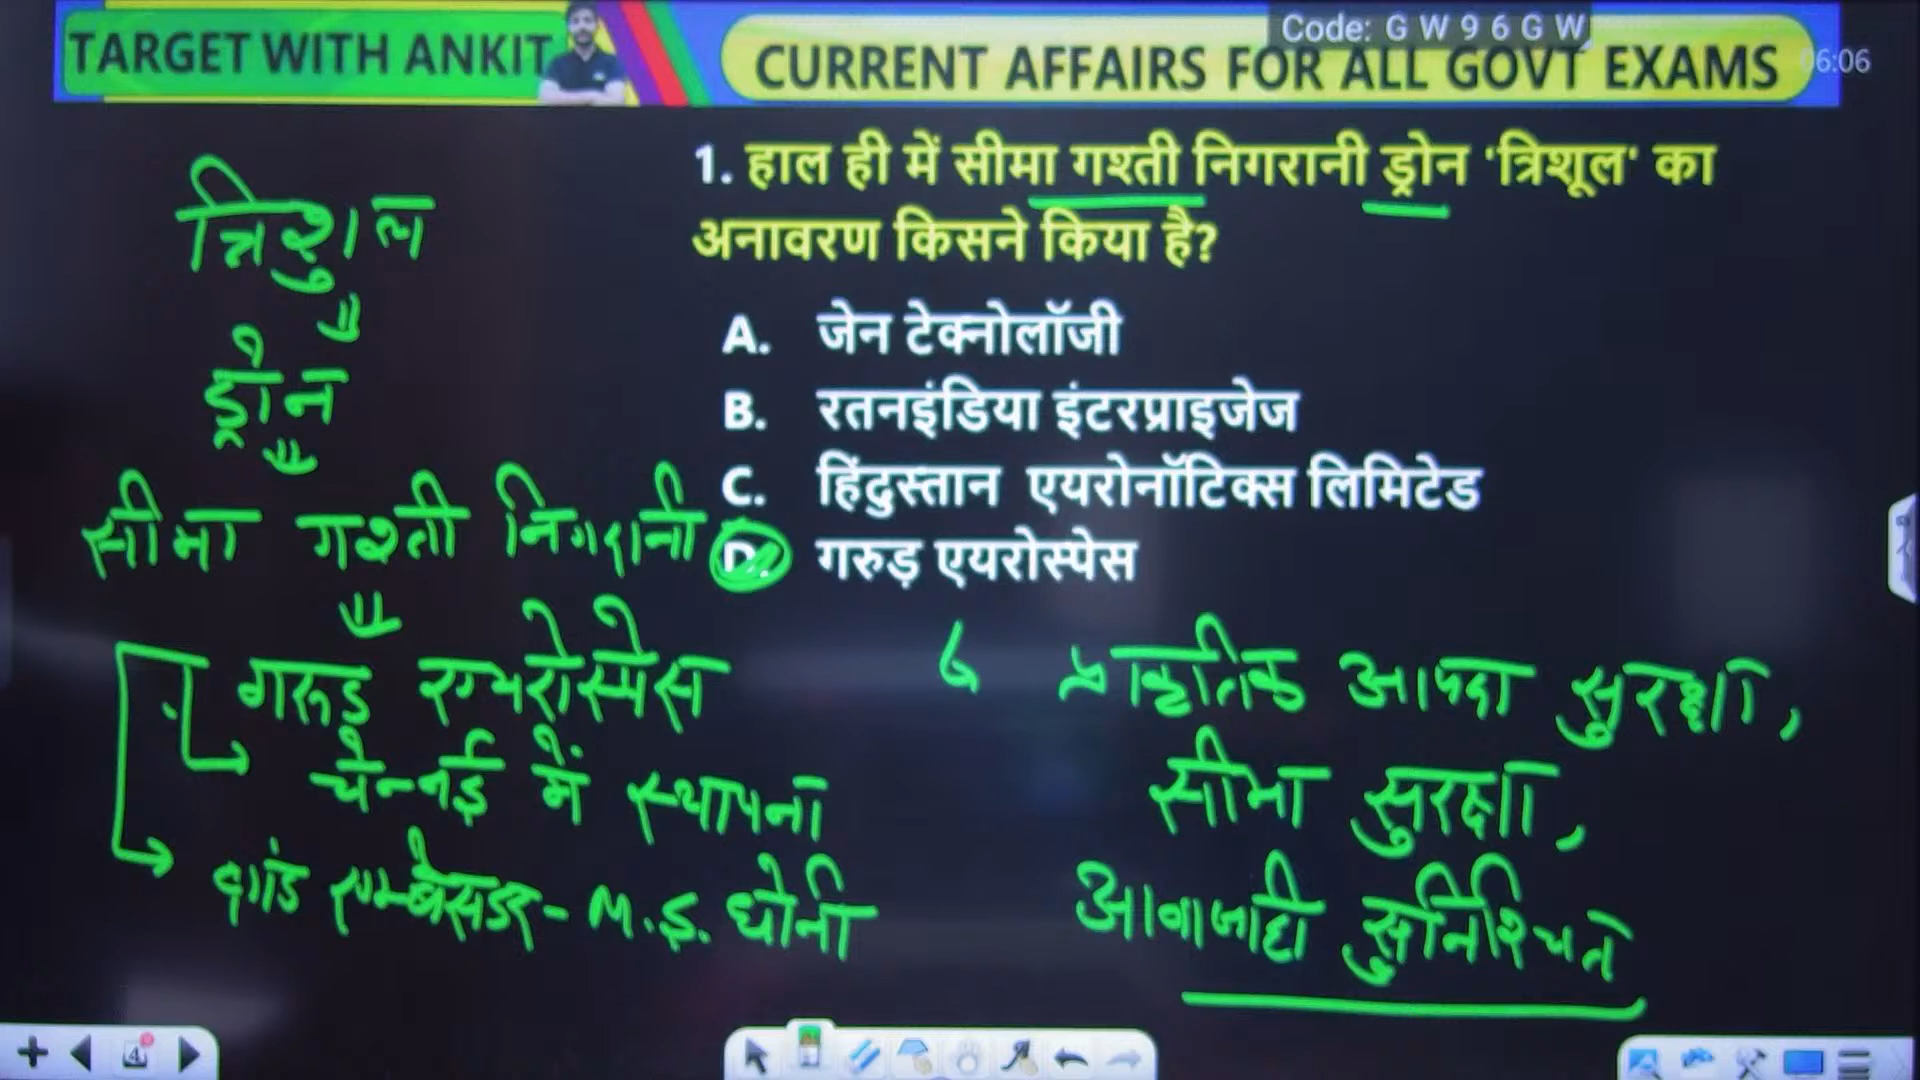 TARGET WITH ANKIT
CURRENT AFFAIRS FOR ALL GOVT EXAMS
Code: G W 9 6 G W
06:06
1. हाल ही में सीमा गश्ती निगरानी ड्रोन 'त्रिशूल' का
अनावरण किसने किया है?
A. जेन टेक्नोलॉजी
B. रतनइंडिया इंटरप्राइजेज
C. हिंदुस्तान एयरोनॉटिक्स लिमिटेड
D. गरुड़ एयरोस्पेस
त्रिशुल
ड्रोन
सीमा गश्ती निगरानी
गरूड एयरोस्पेस
चेन्नई में स्थापना
ब्रांड एम्बेसडर - M.S. धोनी
प्राकृतिक आपदा सुरक्षा,
सीमा सुरक्षा,
आवाजाही सुनिश्चित
4